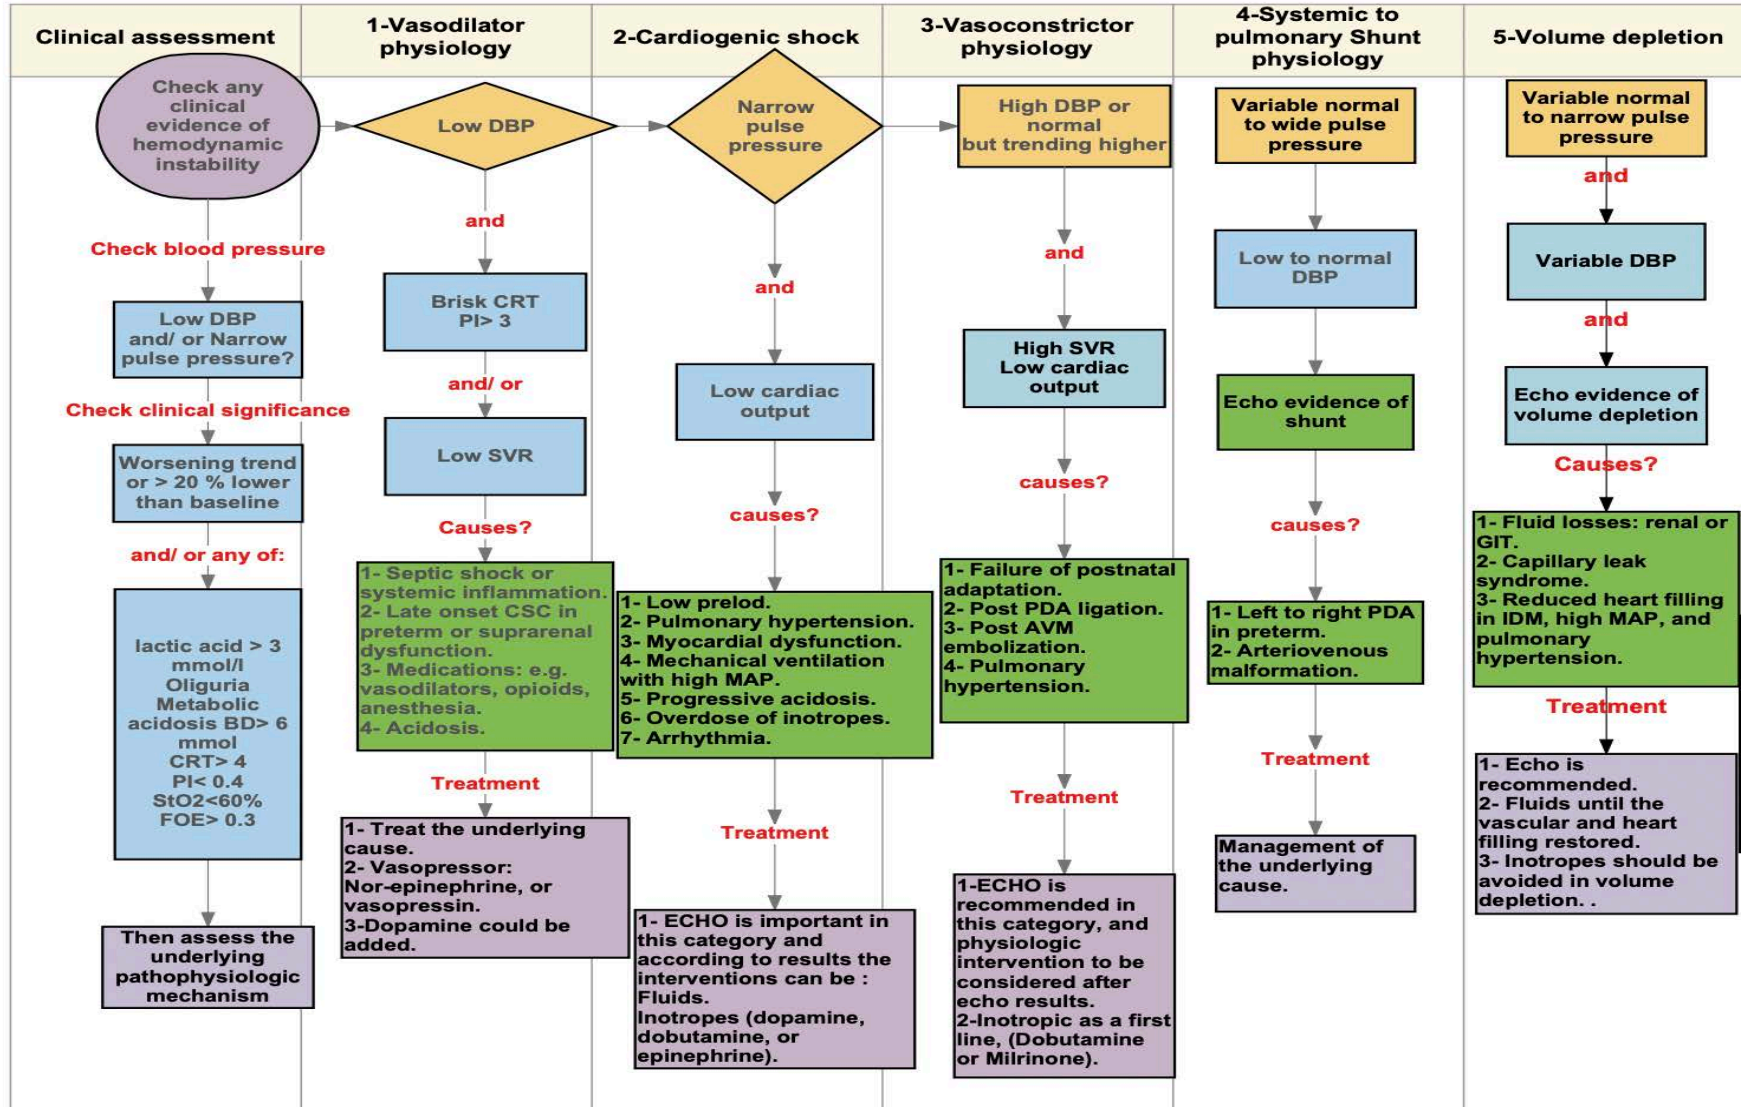 Clinical assessment
1-Vasodilator
physiology
2-Cardiogenic shock
3-Vasoconstrictor
physiology
4-Systemic to
pulmonary Shunt
physiology
5-Volume depletion
Check any
clinical
evidence of
hemodynamic
instability
Check blood pressure
Low DBP
and/ or Narrow
pulse pressure?
Check clinical significance
Worsening trend
or > 20 % lower
than baseline
and/ or any of:
lactic acid > 3
mmol/l
Oliguria
Metabolic
acidosis BD> 6
mmol
CRT> 4
PI< 0.4
StO2<60%
FOE> 0.3
Then assess the
underlying
pathophysiologic
mechanism
Low DBP
and
Brisk CRT
PI> 3
and/ or
Low SVR
Causes?
1- Septic shock or
systemic inflammation.
2- Late onset CSC in
preterm or suprarenal
dysfunction.
3- Medications: e.g.
vasodilators, opioids,
anesthesia.
4- Acidosis.
Treatment
1- Treat the underlying
cause.
2- Vasopressor:
Nor-epinephrine, or
vasopressin.
3-Dopamine could be
added.
Narrow
pulse
pressure
and
Low cardiac
output
causes?
1- Low prelod.
2- Pulmonary hypertension.
3- Myocardial dysfunction.
4- Mechanical ventilation
with high MAP.
5- Progressive acidosis.
6- Overdose of inotropes.
7- Arrhythmia.
Treatment
1- ECHO is important in
this category and
according to results the
interventions can be :
Fluids.
Inotropes (dopamine,
dobutamine, or
epinephrine).
High DBP or
normal
but trending higher
and
High SVR
Low cardiac
output
causes?
1- Failure of postnatal
adaptation.
2- Post PDA ligation.
3- Post AVM
embolization.
4- Pulmonary
hypertension.
Treatment
1-ECHO is
recommended in
this category, and
physiologic
intervention to be
considered after
echo results.
2-Inotropic as a first
line, (Dobutamine
or Milrinone).
Variable normal
to wide pulse
pressure
Low to normal
DBP
Echo evidence of
shunt
causes?
1- Left to right PDA
in preterm.
2- Arteriovenous
malformation.
Treatment
Management of
the underlying
cause.
Variable normal
to narrow pulse
pressure
and
Variable DBP
and
Echo evidence of
volume depletion
Causes?
1- Fluid losses: renal or
GIT.
2- Capillary leak
syndrome.
3- Reduced heart filling
in IDM, high MAP, and
pulmonary
hypertension.
Treatment
1- Echo is
recommended.
2- Fluids until the
vascular and heart
filling restored.
3- Inotropes should be
avoided in volume
depletion. .